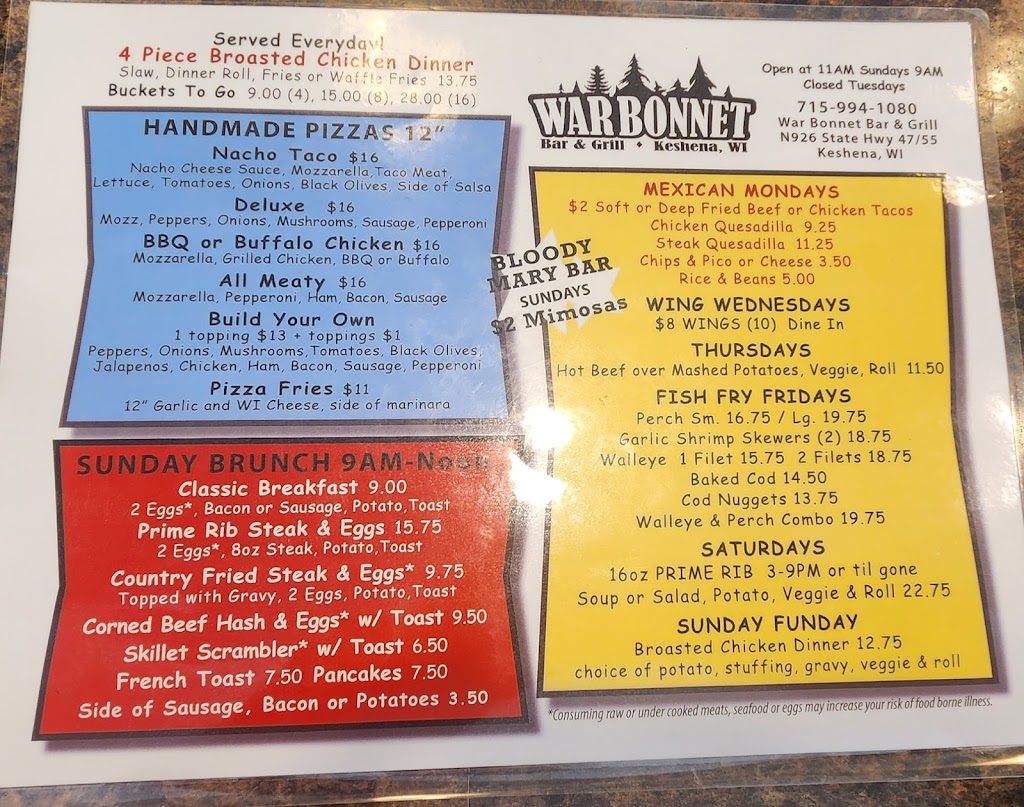 Served Everyday!
4 Piece Broasted Chicken Dinner
Slaw, Dinner Roll, Fries or Waffle Fries 13.75
Buckets To Go 9.00 (4), 15.00 (8), 28.00 (16)
WAR BONNET
Bar & Grill • Keshena, WI
Open at 11AM Sundays 9AM
Closed Tuesdays
715-994-1080
War Bonnet Bar & Grill
N926 State Hwy 47/55
Keshena, WI
HANDMADE PIZZAS 12"
Nacho Taco $16
Nacho Cheese Sauce, Mozzarella,Taco Meat,
Lettuce, Tomatoes, Onions, Black Olives, Side of Salsa
Deluxe $16
Mozz, Peppers, Onions, Mushrooms, Sausage, Pepperoni
BBQ or Buffalo Chicken $16
Mozzarella, Grilled Chicken, BBQ or Buffalo
All Meaty $16
Mozzarella, Pepperoni, Ham, Bacon, Sausage
Build Your Own
1 topping $13 + toppings $1
Peppers, Onions, Mushrooms,Tomatoes, Black Olives,
Jalapenos, Chicken, Ham, Bacon, Sausage, Pepperoni
Pizza Fries $11
12" Garlic and WI Cheese, side of marinara
BLOODY
MARY BAR
SUNDAYS
$2 Mimosas
SUNDAY BRUNCH 9AM-Noon
Classic Breakfast 9.00
2 Eggs*, Bacon or Sausage, Potato,Toast
Prime Rib Steak & Eggs 15.75
2 Eggs*, 8oz Steak, Potato,Toast
Country Fried Steak & Eggs* 9.75
Topped with Gravy, 2 Eggs, Potato,Toast
Corned Beef Hash & Eggs* w/ Toast 9.50
Skillet Scrambler* w/ Toast 6.50
French Toast 7.50 Pancakes 7.50
Side of Sausage, Bacon or Potatoes 3.50
MEXICAN MONDAYS
$2 Soft or Deep Fried Beef or Chicken Tacos
Chicken Quesadilla 9.25
Steak Quesadilla 11.25
Chips & Pico or Cheese 3.50
Rice & Beans 5.00
WING WEDNESDAYS
$8 WINGS (10) Dine In
THURSDAYS
Hot Beef over Mashed Potatoes, Veggie, Roll 11.50
FISH FRY FRIDAYS
Perch Sm. 16.75 / Lg. 19.75
Garlic Shrimp Skewers (2) 18.75
Walleye 1 Filet 15.75 2 Filets 18.75
Baked Cod 14.50
Cod Nuggets 13.75
Walleye & Perch Combo 19.75
SATURDAYS
16oz PRIME RIB 3-9PM or til gone
Soup or Salad, Potato, Veggie & Roll 22.75
SUNDAY FUNDAY
Broasted Chicken Dinner 12.75
choice of potato, stuffing, gravy, veggie & roll
*Consuming raw or under cooked meats, seafood or eggs may increase your risk of food borne illness.